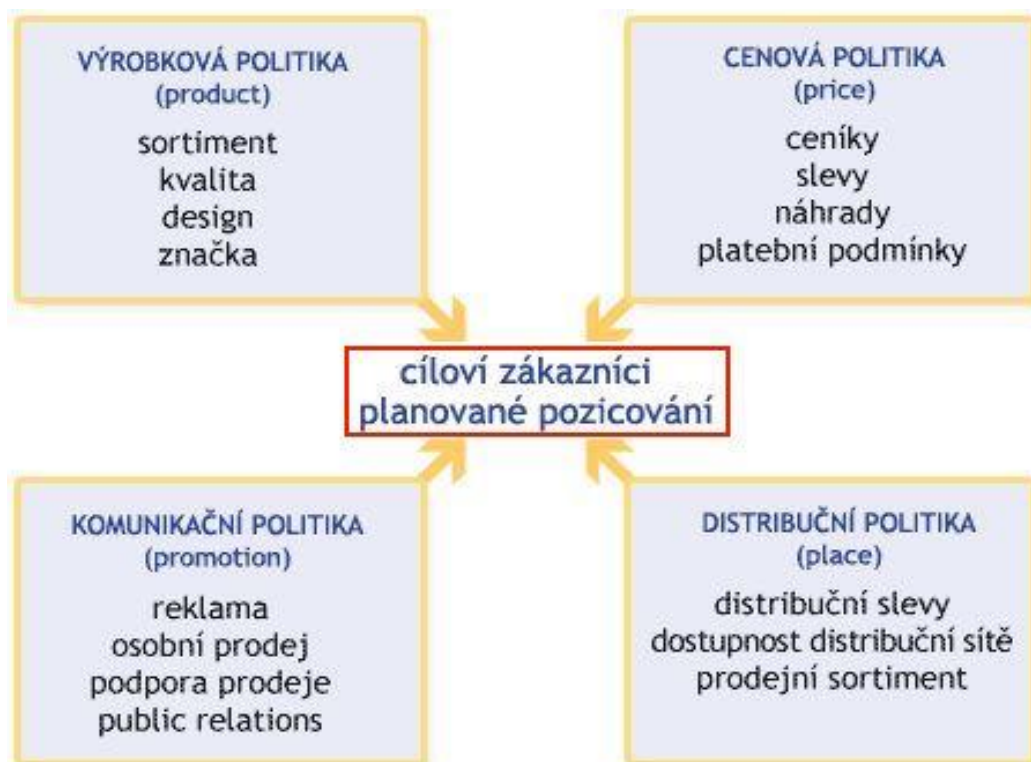 VÝROBKOVÁ POLITIKA
(product)
sortiment
kvalita
design
značka
CENOVÁ POLITIKA
(price)
ceníky
slevy
náhrady
platební podmínky
cíloví zákazníci
planované pozicování
KOMUNIKAČNÍ POLITIKA
(promotion)
reklama
osobní prodej
podpora prodeje
public relations
DISTRIBUČNÍ POLITIKA
(place)
distribuční slevy
dostupnost distribuční sítě
prodejní sortiment